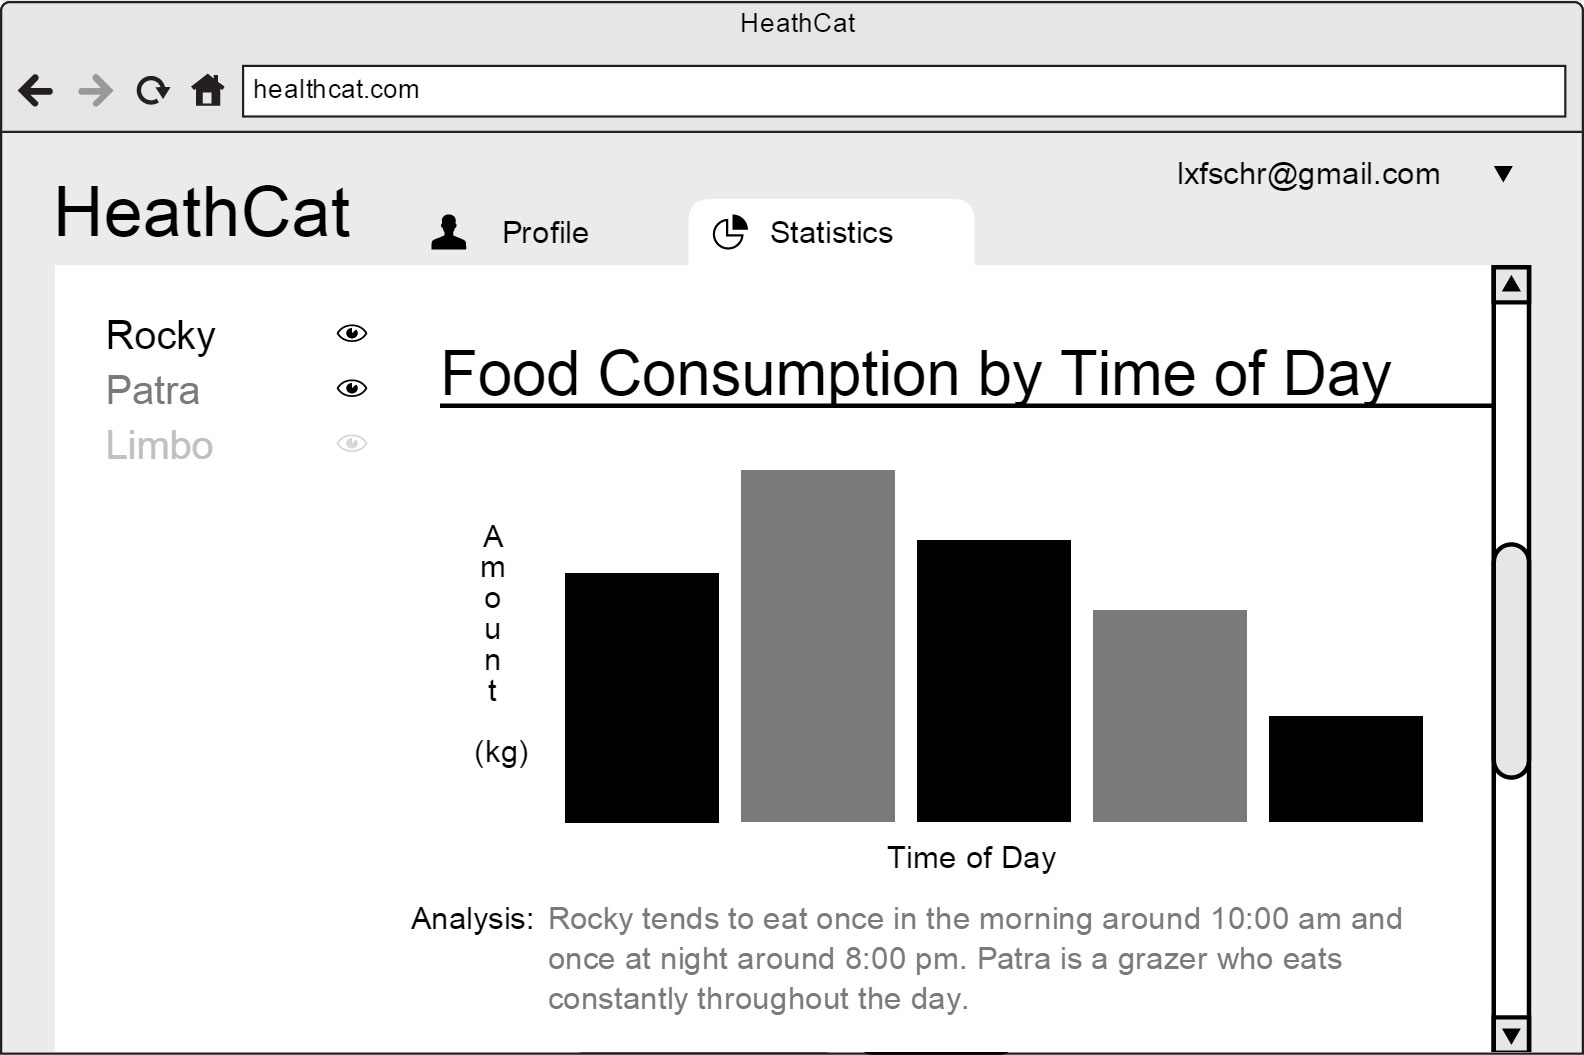 HeathCat
healthcat.com
lxfschr@gmail.com
HeathCat
Profile
Statistics
Rocky
Patra
Limbo
Food Consumption by Time of Day
Amount
(kg)
Time of Day
Analysis: Rocky tends to eat once in the morning around 10:00 am and
once at night around 8:00 pm. Patra is a grazer who eats
constantly throughout the day.